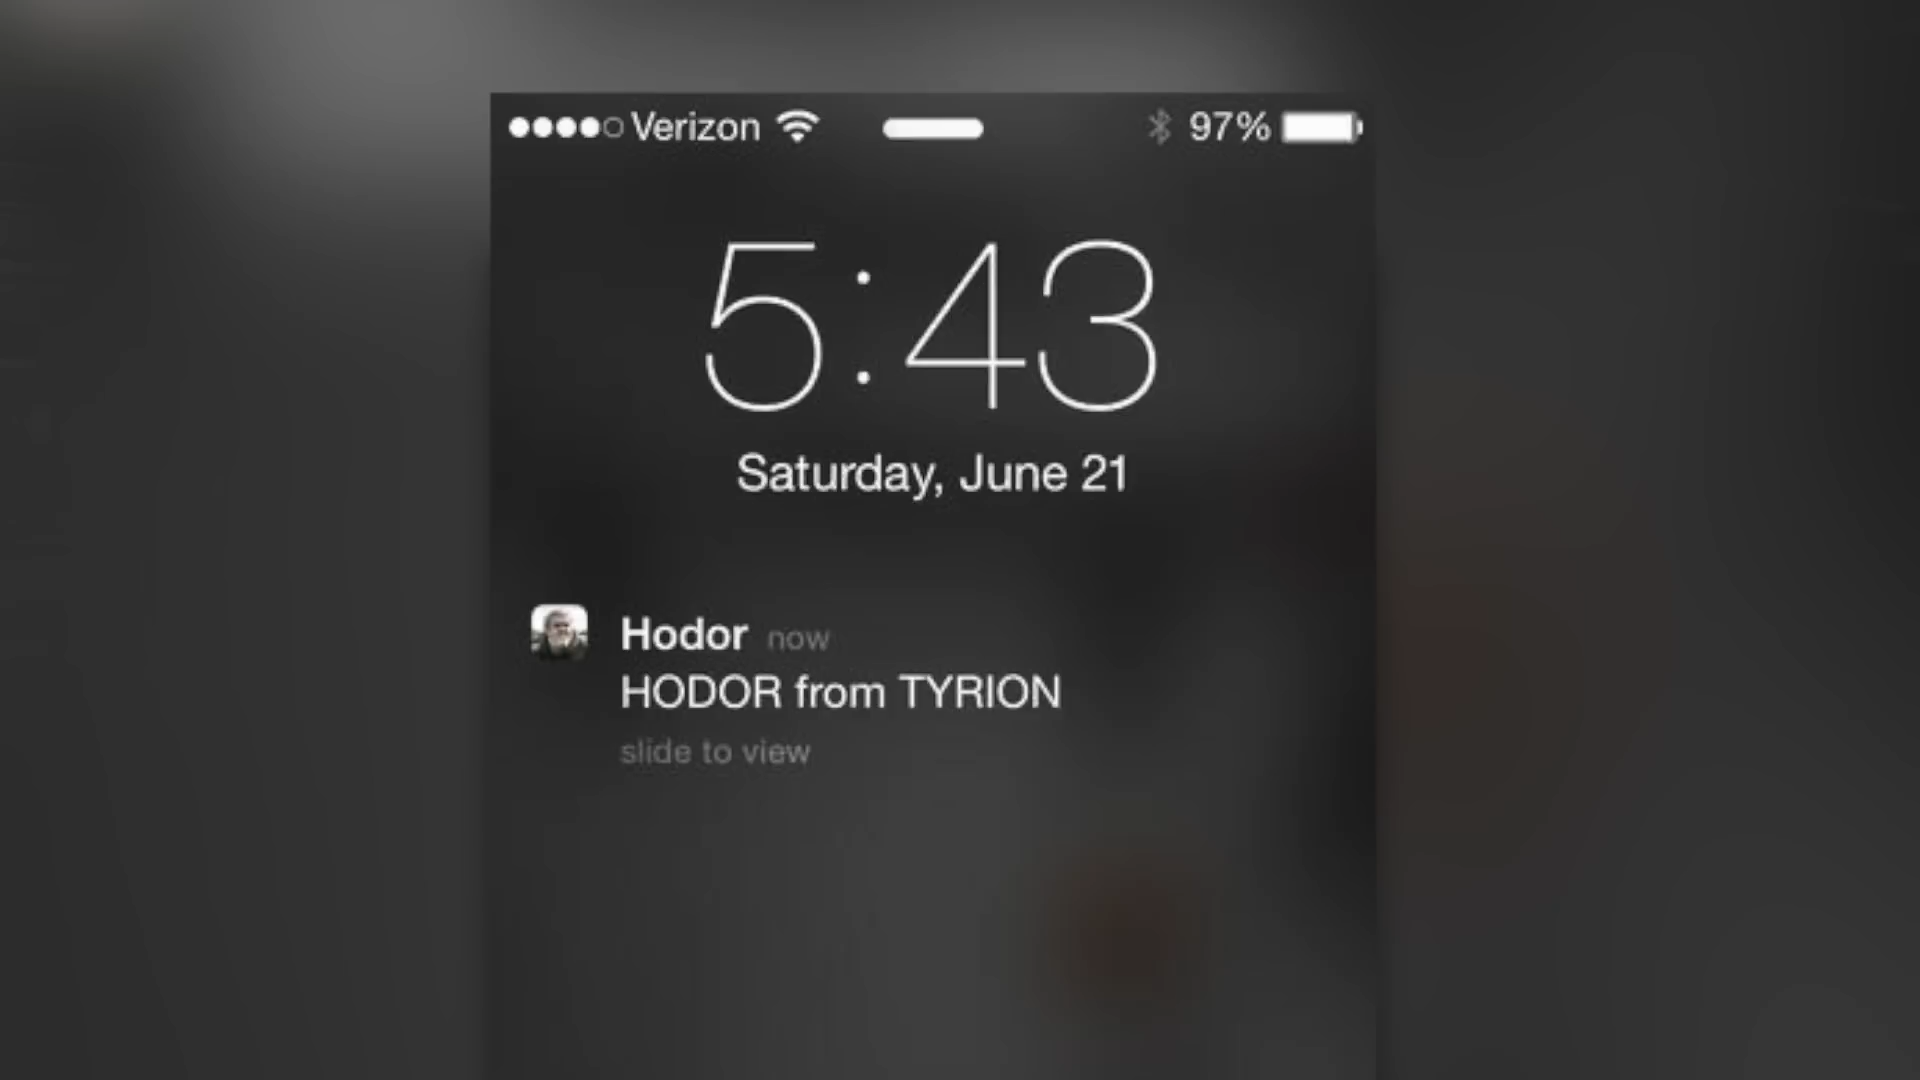 Verizon 97%
5:43
Saturday, June 21
Hodor now
HODOR from TYRION
slide to view